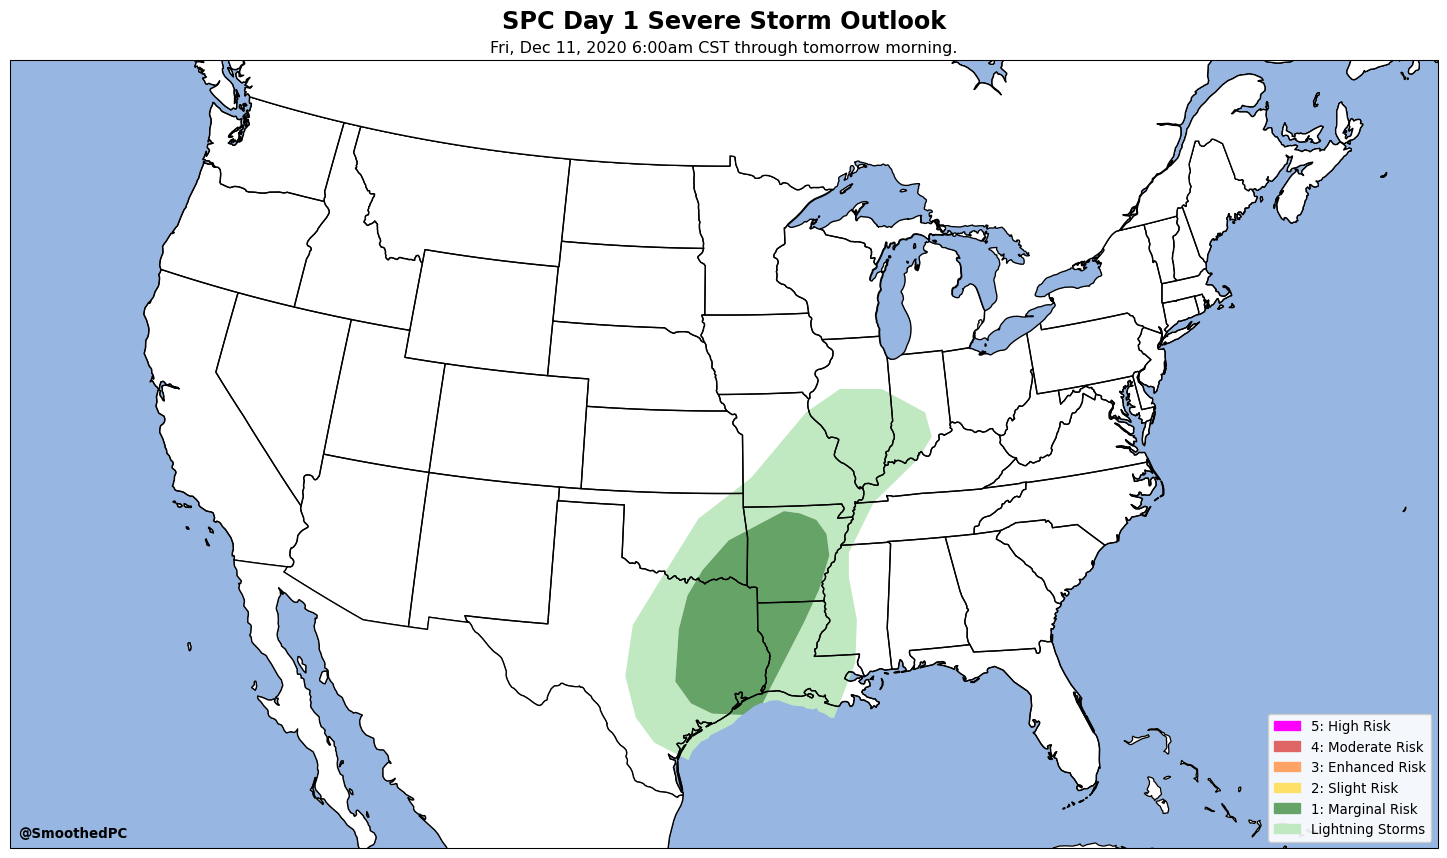 SPC Day 1 Severe Storm Outlook
Fri, Dec 11, 2020 6:00am CST through tomorrow morning.
5: High Risk
4: Moderate Risk
3: Enhanced Risk
2: Slight Risk
1: Marginal Risk
Lightning Storms
@SmoothedPC